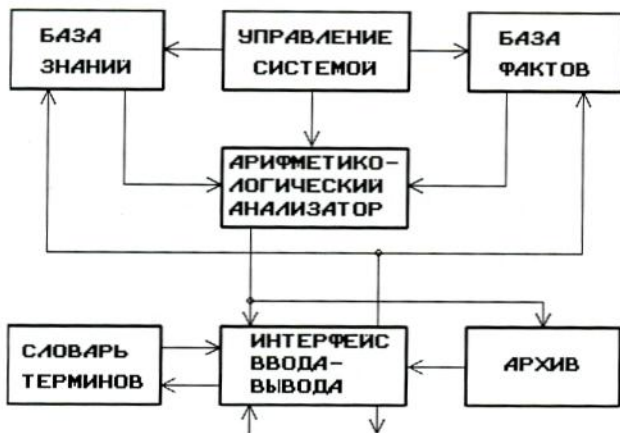 БАЗА
ЗНАНИЙ
УПРАВЛЕНИЕ
СИСТЕМОЙ
БАЗА
ФАКТОВ
АРИФМЕТИКО-
ЛОГИЧЕСКИЙ
АНАЛИЗАТОР
СЛОВАРЬ
ТЕРМИНОВ
ИНТЕРФЕЙС
ВВОДА-
ВЫВОДА
АРХИВ